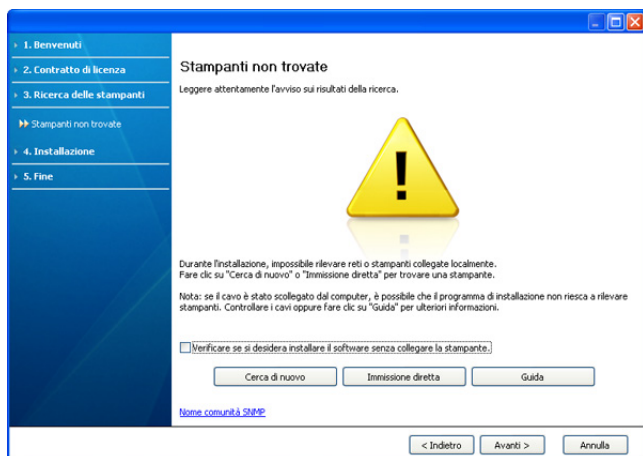 1. Benvenuti
2. Contratto di licenza
3. Ricerca delle stampanti
Stampanti non trovate
4. Installazione
5. Fine
Stampanti non trovate
Leggere attentamente l'avviso sui risultati della ricerca.
Durante l'installazione, impossibile rilevare reti o stampanti collegate localmente.
Fare clic su "Cerca di nuovo" o "Immissione diretta" per trovare una stampante.
Nota: se il cavo è stato scollegato dal computer, è possibile che il programma di installazione non riesca a rilevare
stampanti. Controllare i cavi oppure fare clic su "Guida" per ulteriori informazioni.
Verificare se si desidera installare il software senza collegare la stampante.
Cerca di nuovo
Immissione diretta
Guida
Nome comunità SNMP
< Indietro
Avanti >
Annulla